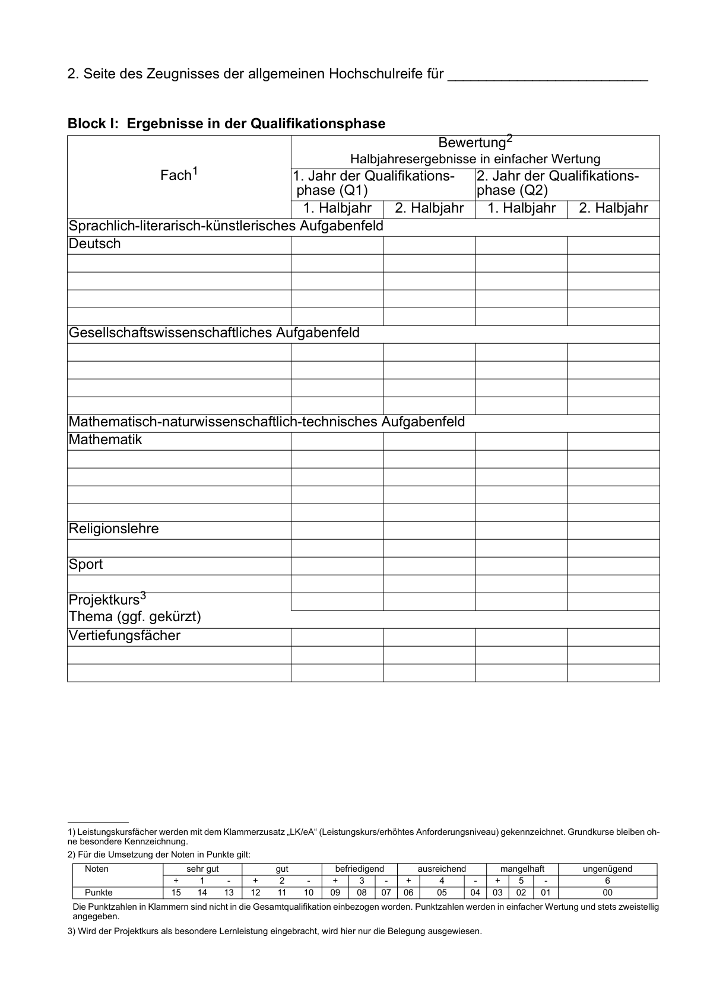 2. Seite des Zeugnisses der allgemeinen Hochschulreife für __________________________
Block I:  Ergebnisse in der Qualifikationsphase
Fach1
Bewertung2
Halbjahresergebnisse in einfacher Wertung
1. Jahr der Qualifikations-
phase (Q1)
2. Jahr der Qualifikations-
phase (Q2)
1. Halbjahr 2. Halbjahr 1. Halbjahr 2. Halbjahr
Sprachlich-literarisch-künstlerisches Aufgabenfeld
Deutsch
Gesellschaftswissenschaftliches Aufgabenfeld
Mathematisch-naturwissenschaftlich-technisches Aufgabenfeld
Mathematik
Religionslehre
Sport
Projektkurs3
Thema (ggf. gekürzt)
Vertiefungsfächer
1) Leistungskursfächer werden mit dem Klammerzusatz „LK/eA“ (Leistungskurs/erhöhtes Anforderungsniveau) gekennzeichnet. Grundkurse bleiben oh-
ne besondere Kennzeichnung.
2) Für die Umsetzung der Noten in Punkte gilt:
Noten sehr gut gut befriedigend ausreichend mangelhaft ungenügend
+ 1 - + 2 - + 3 - + 4 - + 5 - 6
Punkte 15 14 13 12 11 10 09 08 07 06 05 04 03 02 01 00
Die Punktzahlen in Klammern sind nicht in die Gesamtqualifikation einbezogen worden. Punktzahlen werden in einfacher Wertung und stets zweistellig
angegeben.
3) Wird der Projektkurs als besondere Lernleistung eingebracht, wird hier nur die Belegung ausgewiesen.